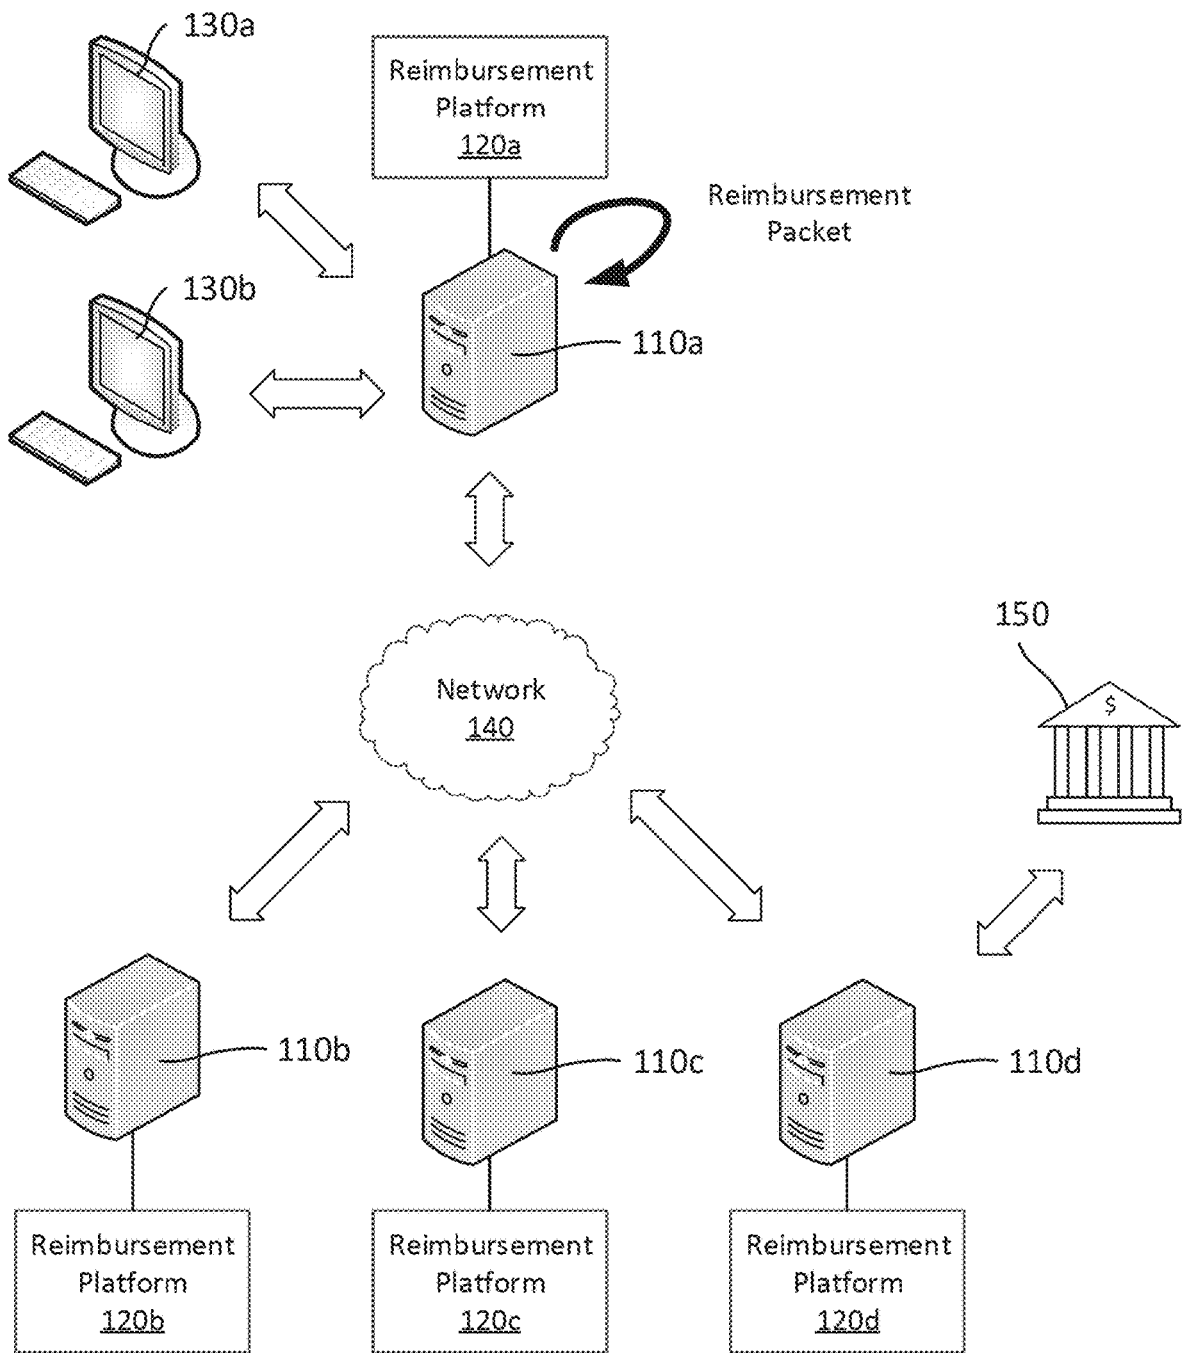 130a
Reimbursement
Platform
120a
Reimbursement
Packet
130b
110a
150
$
Network
140
110b
110c
110d
Reimbursement
Platform
120b
Reimbursement
Platform
120c
Reimbursement
Platform
120d